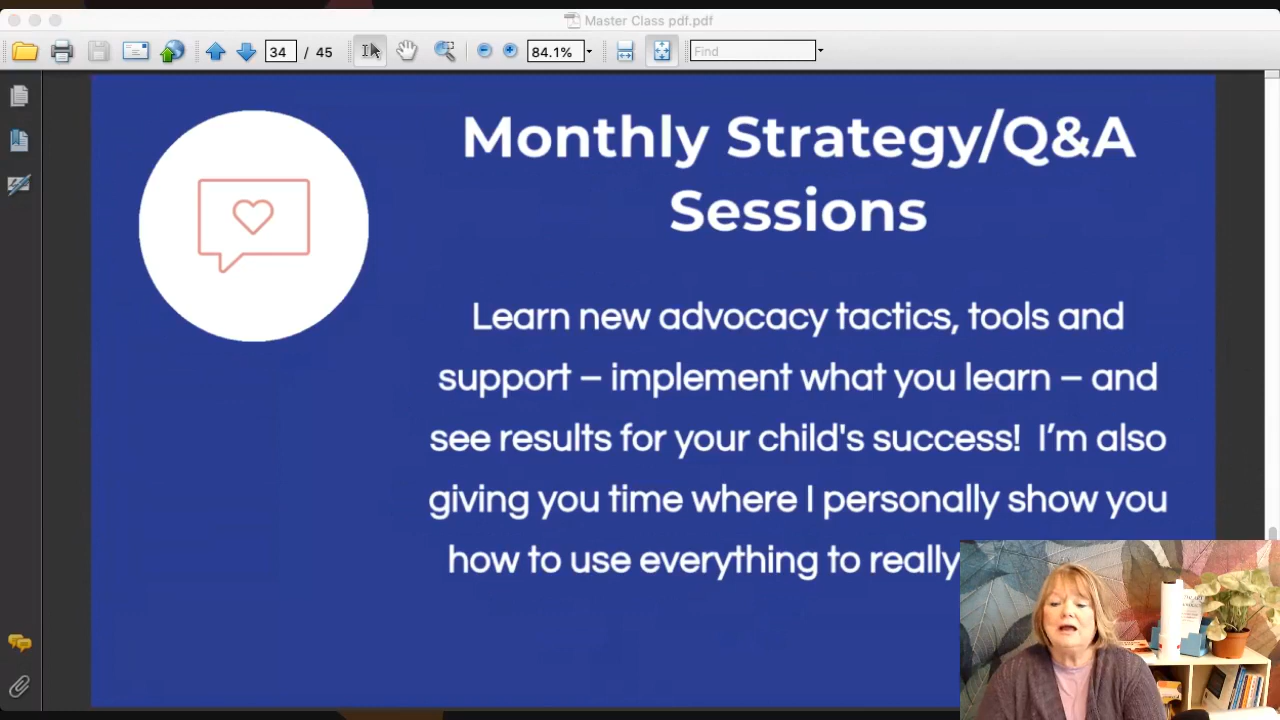 Master Class pdf.pdf
34 / 45
84.1%
Find
Monthly Strategy/Q&A
Sessions
Learn new advocacy tactics, tools and
support – implement what you learn – and
see results for your child's success!  I’m also
giving you time where I personally show you
how to use everything to really